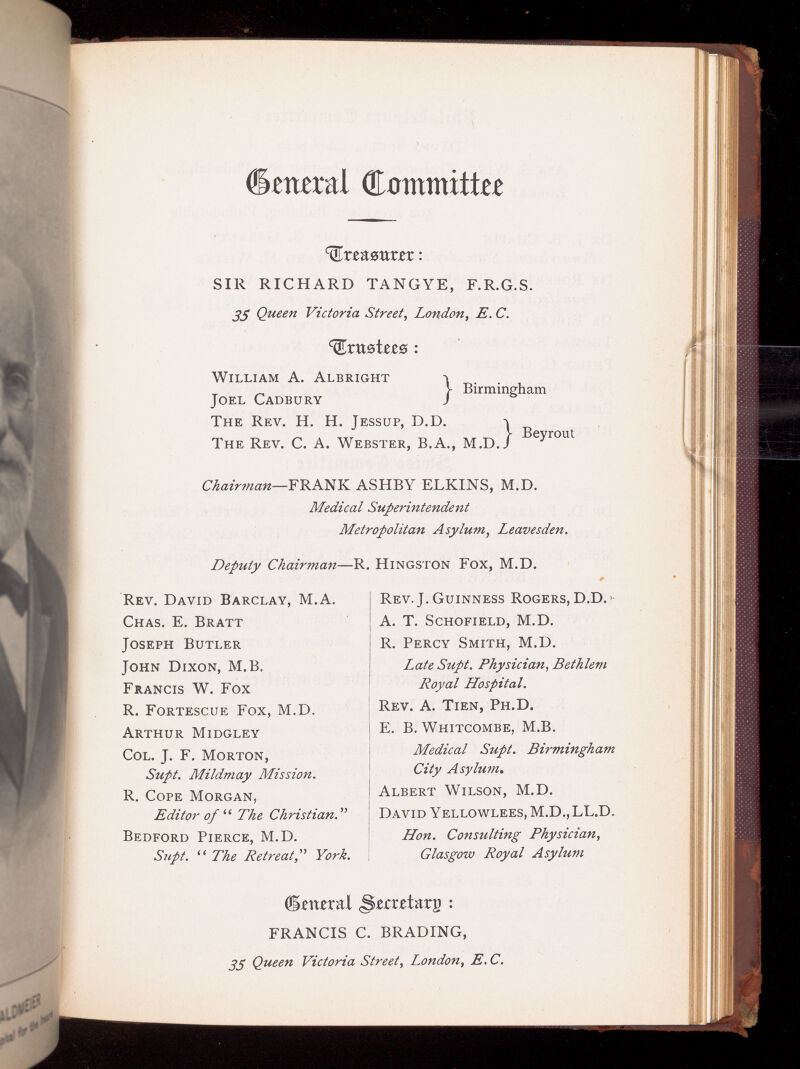 General Committee
Treasurer :
SIR RICHARD TANGYE, F.R.G.S.
35 Queen Victoria Street, London, E.C.
Trustees :
WILLIAM A. ALBRIGHT
JOEL CADBURY
} Birmingham
THE REV. H. H. JESSUP, D.D.
THE REV. C. A. WEBSTER, B.A., M.D.
} Beyrout
Chairman—FRANK ASHBY ELKINS, M.D.
Medical Superintendent
Metropolitan Asylum, Leavesden.
Deputy Chairman—R. HINGSTON FOX, M.D.
REV. DAVID BARCLAY, M.A.
CHAS. E. BRATT
JOSEPH BUTLER
JOHN DIXON, M.B.
FRANCIS W. FOX
R. FORTESCUE FOX, M.D.
ARTHUR MIDGLEY
COL. J. F. MORTON,
Supt. Mildmay Mission.
R. COPE MORGAN,
Editor of “ The Christian.”
BEDFORD PIERCE, M.D.
Supt. “ The Retreat,” York.
REV. J. GUINNESS ROGERS, D.D.
A. T. SCHOFIELD, M.D.
R. PERCY SMITH, M.D.
Late Supt. Physician, Bethlem
Royal Hospital.
REV. A. TIEN, PH.D.
E. B. WHITCOMBE, M.B.
Medical Supt. Birmingham
City Asylum.
ALBERT WILSON, M.D.
DAVID YELLOWLEES, M.D., LL.D.
Hon. Consulting Physician,
Glasgow Royal Asylum
General Secretary :
FRANCIS C. BRADING,
35 Queen Victoria Street, London, E.C.
ALDMEIER
pital for the